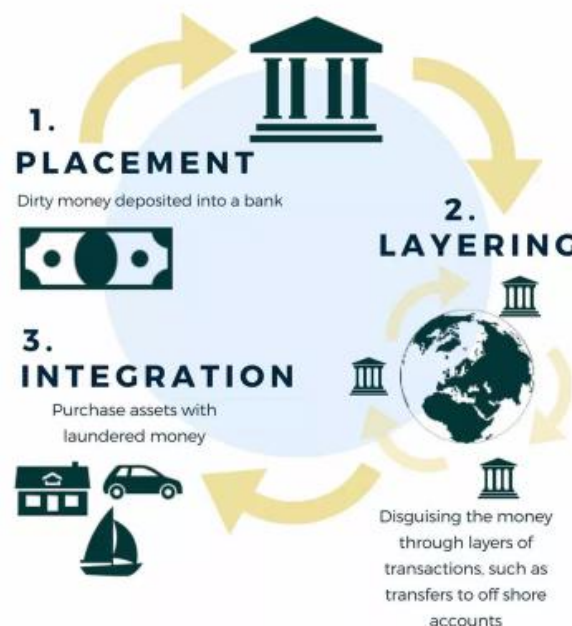 1.
PLACEMENT
Dirty money deposited into a bank
2.
LAYERING
Disguising the money
through layers of
transactions, such as
transfers to off shore
accounts
3.
INTEGRATION
Purchase assets with
laundered money